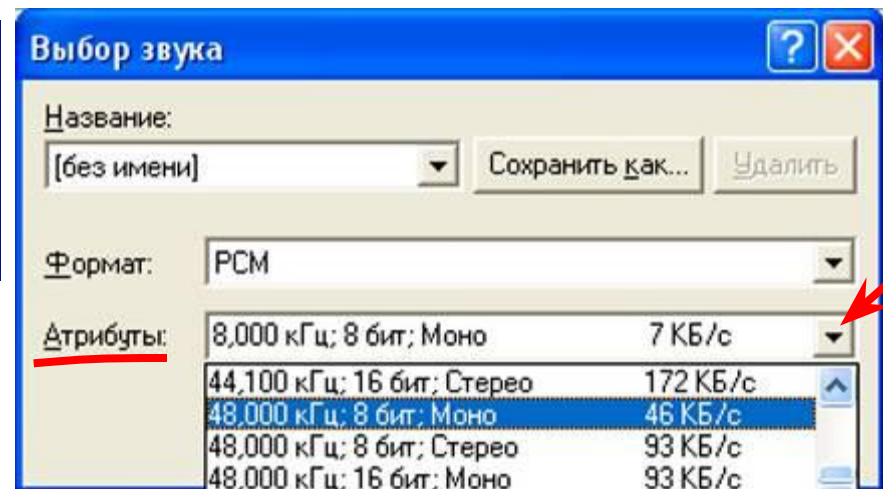 Выбор звука
Название:
[без имени] Сохранить как... Удалить
Формат: PCM
Атрибуты: 8,000 кГц; 8 бит; Моно 7 КБ/с
44,100 кГц; 16 бит; Стерео 172 КБ/с
48,000 кГц; 8 бит; Моно 46 КБ/с
48,000 кГц; 8 бит; Стерео 93 КБ/с
48,000 кГц; 16 бит; Моно 93 КБ/с